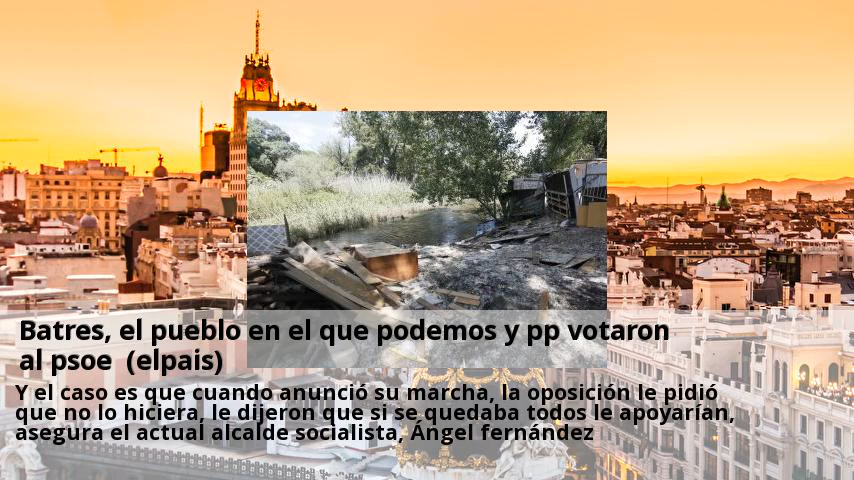 Batres, el pueblo en el que podemos y pp votaron
al psoe (elpais)
Y el caso es que cuando anunció su marcha, la oposición le pidió
que no lo hiciera, le dijeron que si se quedaba todos le apoyarían,
asegura el actual alcalde socialista, Ángel fernández